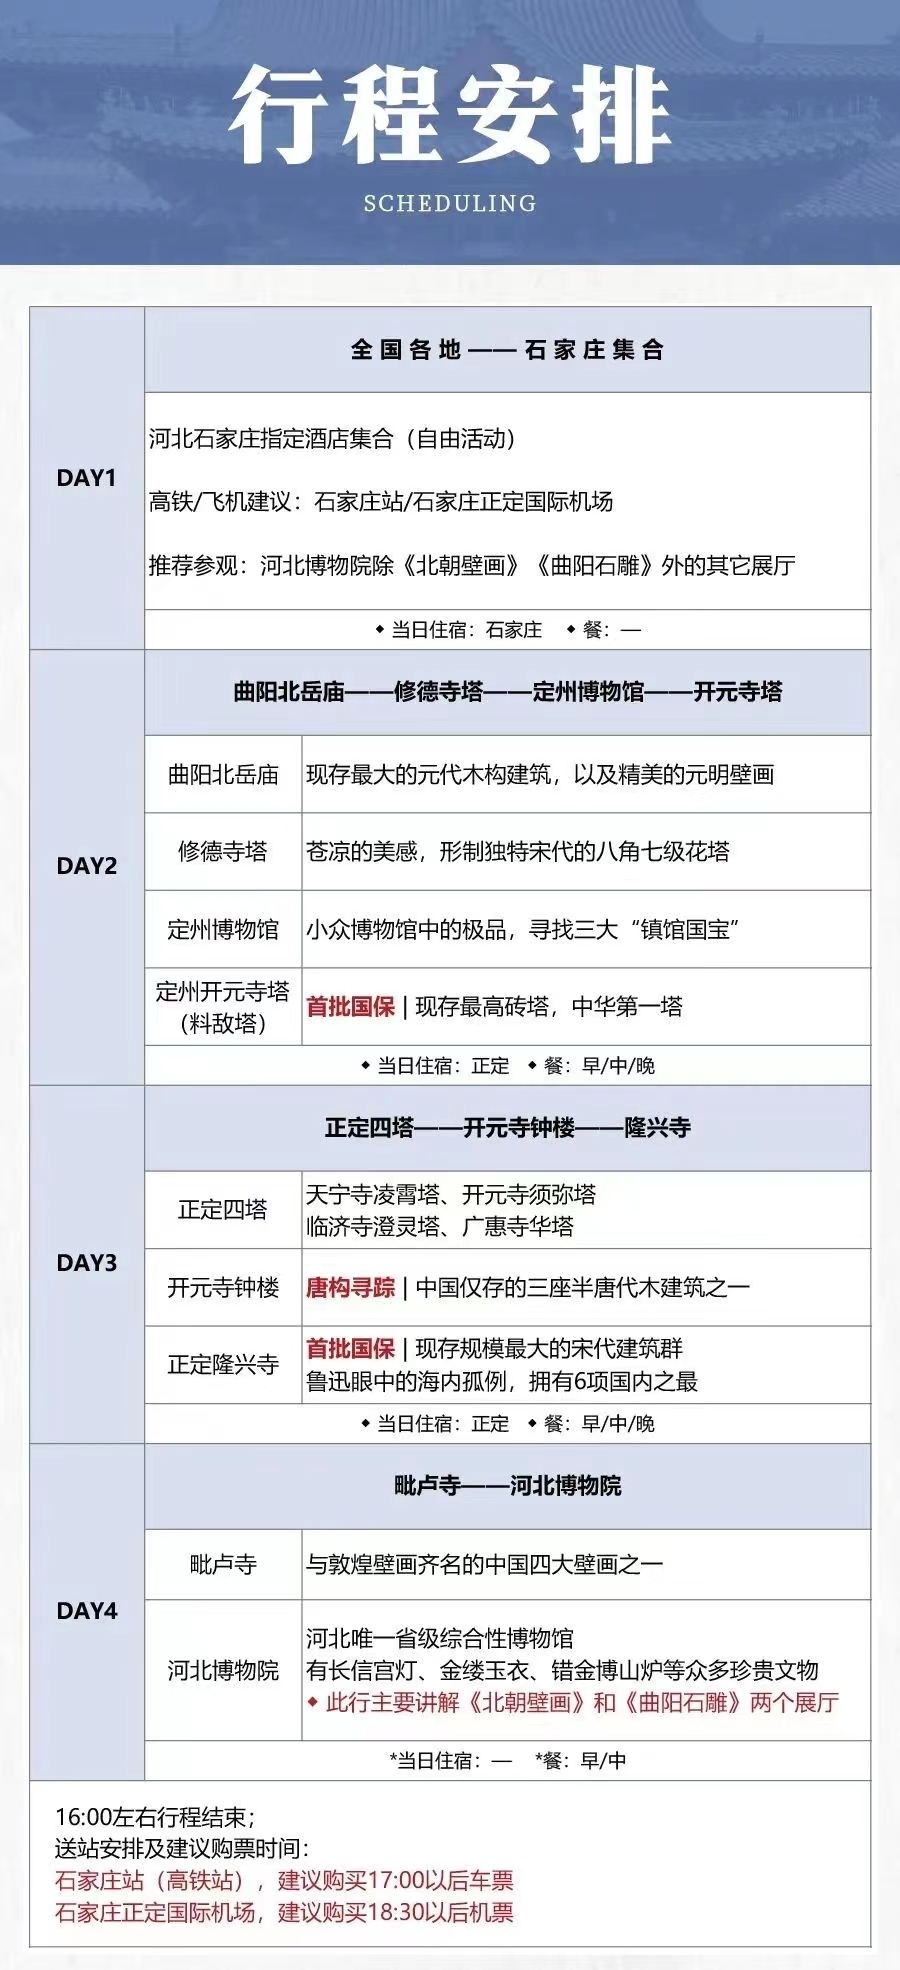 行程安排
SCHEDULING
DAY1
全国各地——石家庄集合
河北石家庄指定酒店集合（自由活动）
高铁/飞机建议：石家庄站/石家庄正定国际机场
推荐参观：河北博物院除《北朝壁画》《曲阳石雕》外的其它展厅
◆ 当日住宿：石家庄 ◆ 餐：—
DAY2
曲阳北岳庙——修德寺塔——定州博物馆——开元寺塔
曲阳北岳庙
现存最大的元代木构建筑，以及精美的元明壁画
修德寺塔
苍凉的美感，形制独特宋代的八角七级花塔
定州博物馆
小众博物馆中的极品，寻找三大“镇馆国宝”
定州开元寺塔
（料敌塔）
首批国保 | 现存最高砖塔，中华第一塔
◆ 当日住宿：正定 ◆ 餐：早/中/晚
DAY3
正定四塔——开元寺钟楼——隆兴寺
正定四塔
天宁寺凌霄塔、开元寺须弥塔
临济寺澄灵塔、广惠寺华塔
开元寺钟楼
唐构寻踪 | 中国仅存的三座半唐代木建筑之一
正定隆兴寺
首批国保 | 现存规模最大的宋代建筑群
鲁迅眼中的海内孤例，拥有6项国内之最
◆ 当日住宿：正定 ◆ 餐：早/中/晚
DAY4
毗卢寺——河北博物院
毗卢寺
与敦煌壁画齐名的中国四大壁画之一
河北博物院
河北唯一省级综合性博物馆
有长信宫灯、金缕玉衣、错金博山炉等众多珍贵文物
◆ 此行主要讲解《北朝壁画》和《曲阳石雕》两个展厅
*当日住宿：— *餐：早/中
16:00左右行程结束；
送站安排及建议购票时间：
石家庄站（高铁站），建议购买17:00以后车票
石家庄正定国际机场，建议购买18:30以后机票